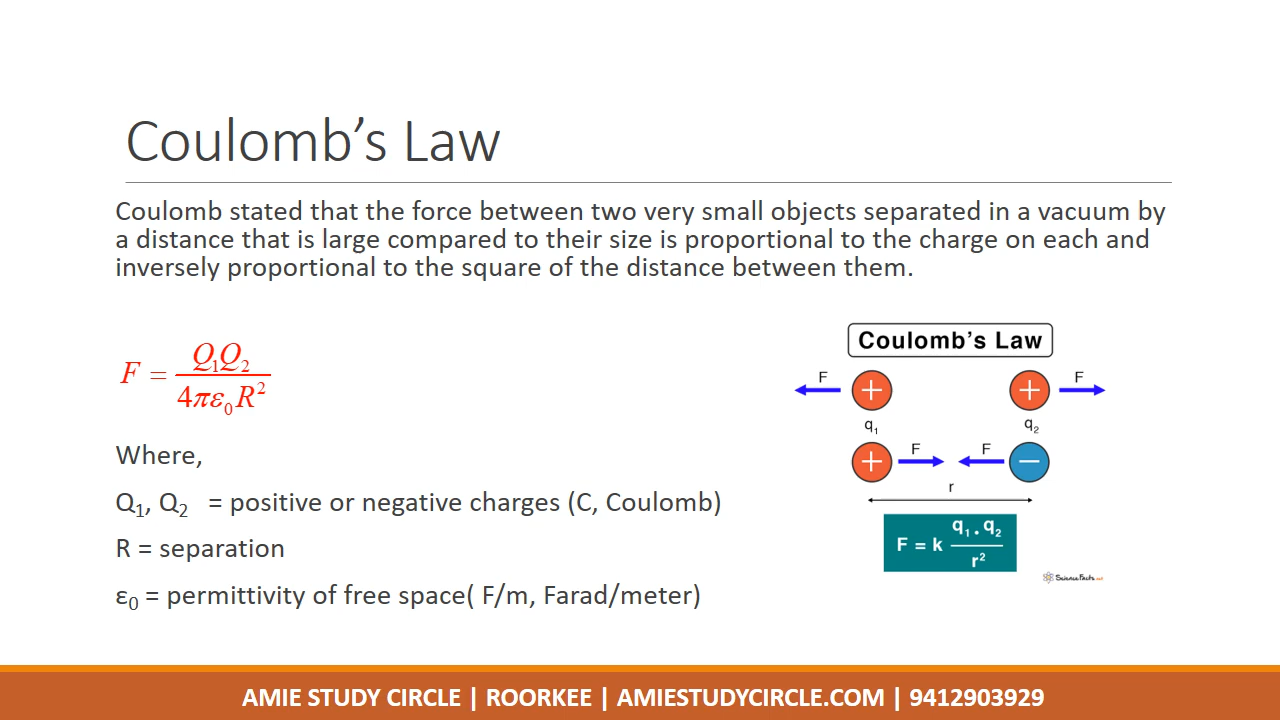 Coulomb’s Law
Coulomb stated that the force between two very small objects separated in a vacuum by
a distance that is large compared to their size is proportional to the charge on each and
inversely proportional to the square of the distance between them.
F = Q₁Q₂ / 4πε₀R²
Where,
Q₁, Q₂ = positive or negative charges (C, Coulomb)
R = separation
ε₀ = permittivity of free space( F/m, Farad/meter)
Coulomb’s Law
F + + F
q₁ q₂
+ F F −
r
F = k q₁ . q₂ / r²
ScienceFacts.net
AMIE STUDY CIRCLE | ROORKEE | AMIESTUDYCIRCLE.COM | 9412903929